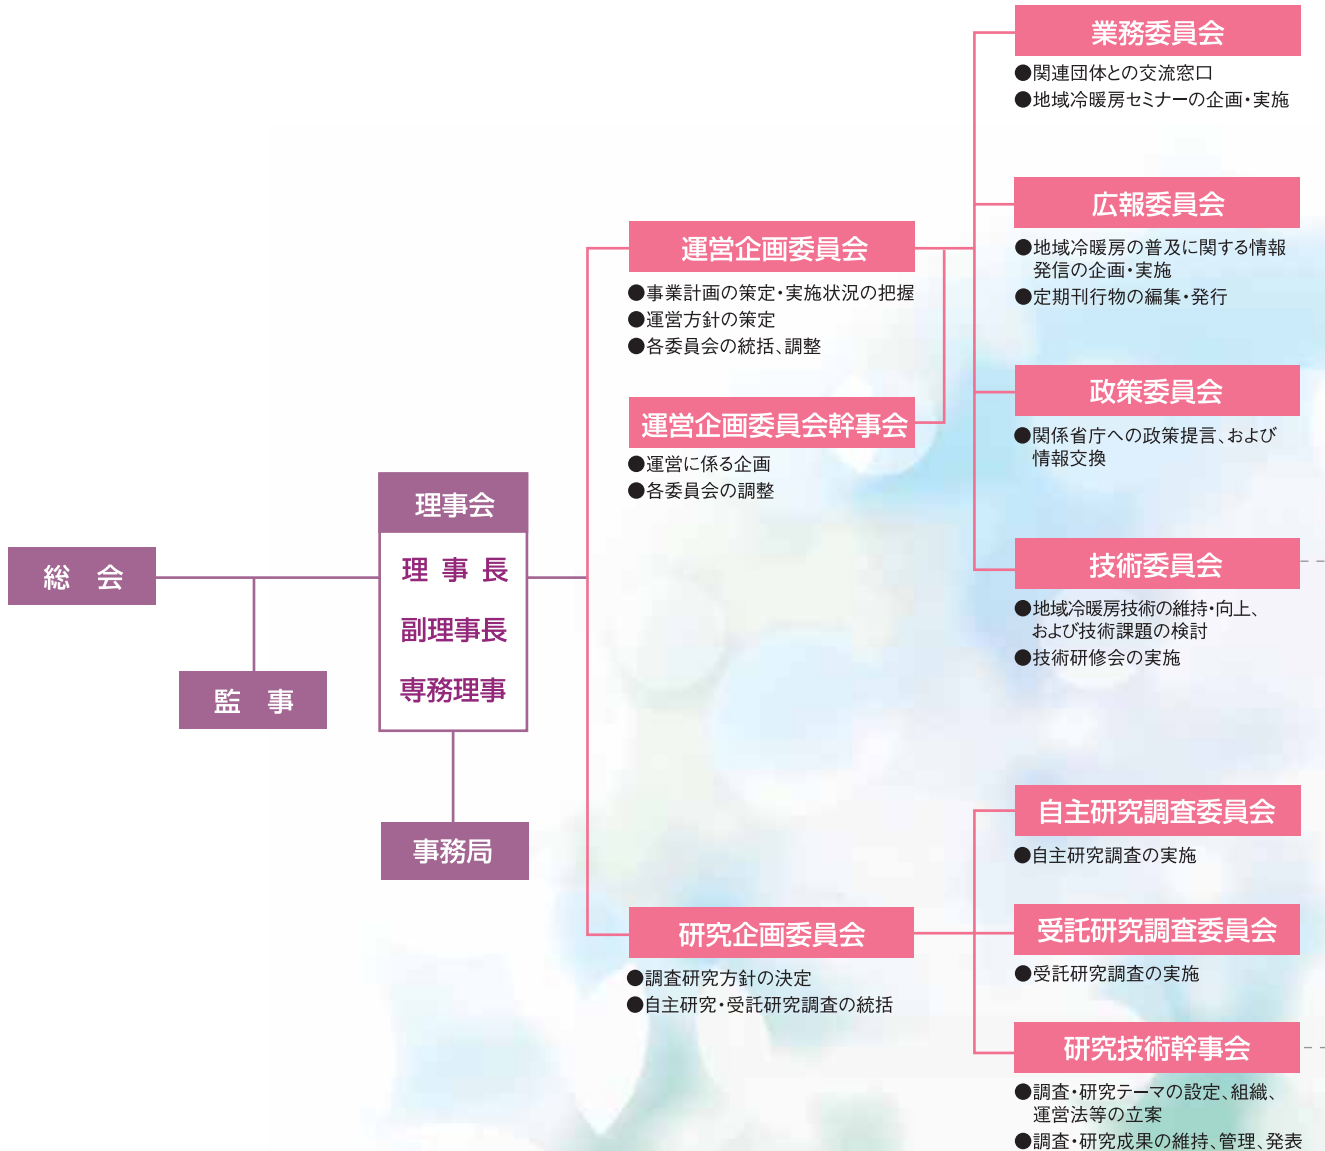 総　会
監　事
理事会
理 事 長
副理事長
専務理事
事務局
運営企画委員会
●事業計画の策定・実施状況の把握
●運営方針の策定
●各委員会の統括、調整
運営企画委員会幹事会
●運営に係る企画
●各委員会の調整
研究企画委員会
●調査研究方針の決定
●自主研究・受託研究調査の統括
業務委員会
●関連団体との交流窓口
●地域冷暖房セミナーの企画・実施
広報委員会
●地域冷暖房の普及に関する情報
発信の企画・実施
●定期刊行物の編集・発行
政策委員会
●関係省庁への政策提言、および
情報交換
技術委員会
●地域冷暖房技術の維持・向上、
および技術課題の検討
●技術研修会の実施
自主研究調査委員会
●自主研究調査の実施
受託研究調査委員会
●受託研究調査の実施
研究技術幹事会
●調査・研究テーマの設定、組織、
運営法等の立案
●調査・研究成果の維持、管理、発表